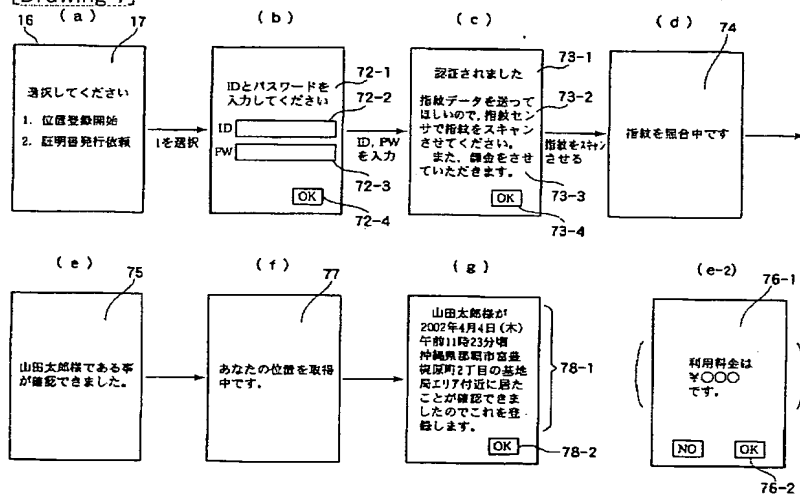 [Drawing 7]
(a)
16
17
選択してください
1. 位置登録開始
2. 証明書発行依頼
1を選択
(b)
IDとパスワードを
入力してください
ID
PW
OK
72-1
72-2
72-3
72-4
ID, PW
を入力
(c)
認証されました
指紋データを送って
ほしいので,指紋セン
サで指紋をスキャン
させてください。
また、課金をさせ
ていただきます。
OK
73-1
73-2
73-3
73-4
指紋をスキャン
させる
(d)
74
指紋を照合中です
(e)
75
山田太郎様である事
が確認できました。
(f)
77
あなたの位置を取得
中です。
(g)
山田太郎様が
2002年4月4日(木)
午前11時23分頃
沖縄県那覇市富豊
原町2丁目の基地
局エリア付近に居た
ことが確認できま
したのでこれを登
録します。
OK
78-1
78-2
(e-2)
76-1
利用料金は
¥○○○
です。
NO
OK
76-2